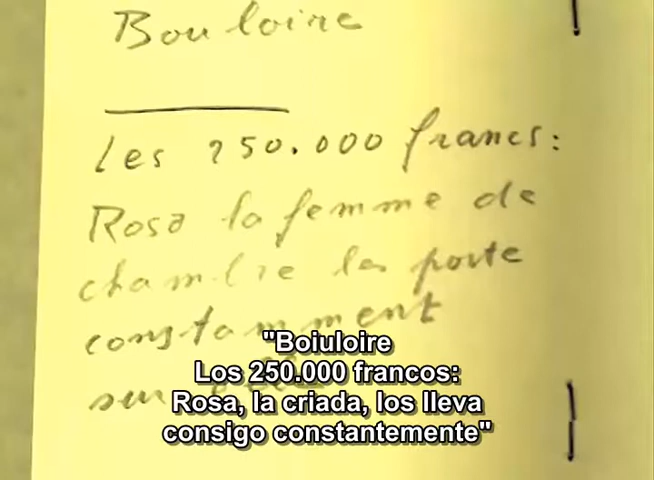 Bouloire
Les 250.000 francs:
Rosa la femme de
chambre les porte
constamment
sur
"Boiuloire
Los 250.000 francos:
Rosa, la criada, los lleva
consigo constantemente"